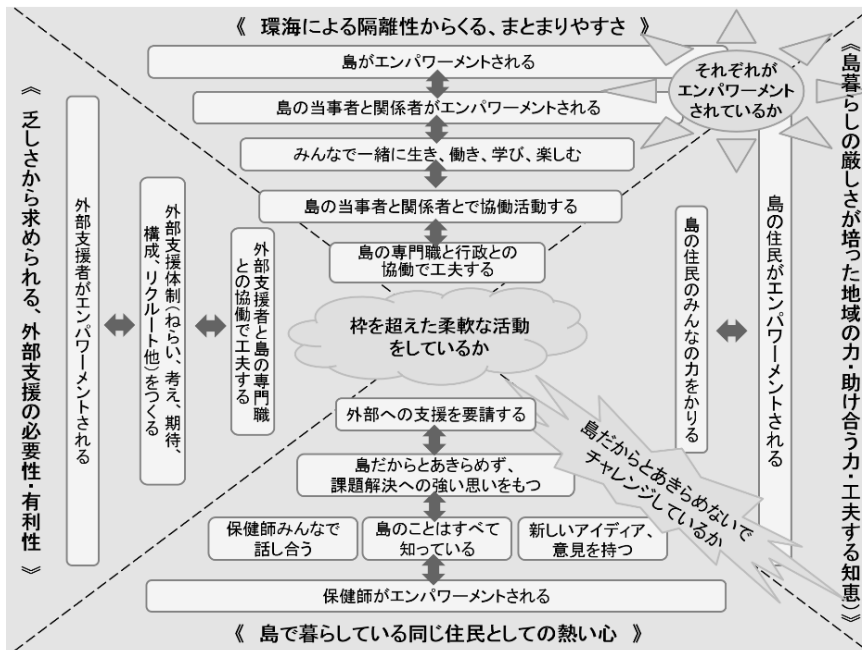 《 環海による隔離性からくる、まとまりやすさ 》
島がエンパワーメントされる
島の当事者と関係者がエンパワーメントされる
みんなで一緒に生き、働き、学び、楽しむ
島の当事者と関係者とで協働活動する
島の専門職と行政との
協働で工夫する
それぞれが
エンパワーメント
されているか
《 乏しさから求められる、外部支援の必要性・有利性 》
外部支援者がエンパワーメントされる
外部支援体制(ねらい、考え、期待、
構成、リクルート他)をつくる
外部支援者と島の専門職
との協働で工夫する
枠を超えた柔軟な活動
をしているか
島の住民のみんなの力をかりる
島の住民がエンパワーメントされる
《島暮らしの厳しさが培った地域の力・助け合う力・工夫する知恵》
外部への支援を要請する
島だからとあきらめず、
課題解決への強い思いをもつ
島だからとあきらめないで
チャレンジしているか
保健師みんなで
話し合う
島のことはすべて
知っている
新しいアイディア、
意見を持つ
保健師がエンパワーメントされる
《 島で暮らしている同じ住民としての熱い心 》